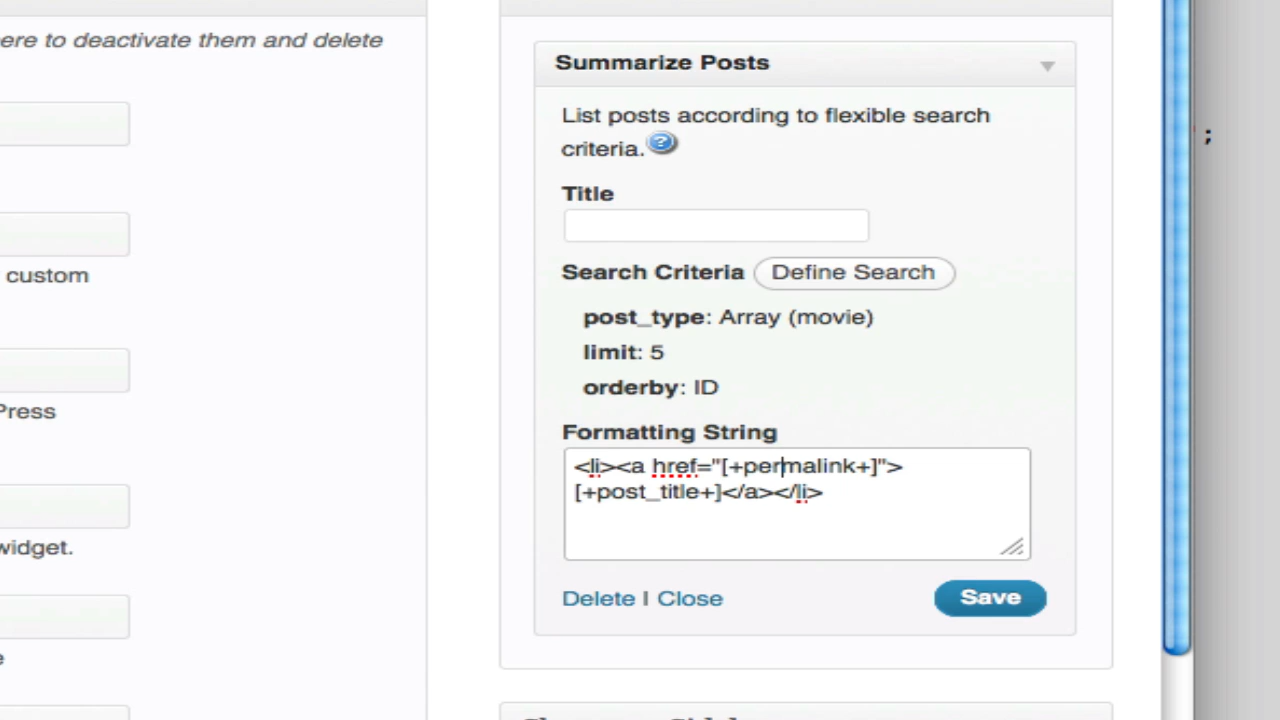 ere to deactivate them and delete
custom
Press
widget.
e
Summarize Posts
List posts according to flexible search
criteria.
Title
Search Criteria Define Search
post_type: Array (movie)
limit: 5
orderby: ID
Formatting String
<li><a href="[+permalink+]">
[+post_title+]</a></li>
Delete | Close
Save
;